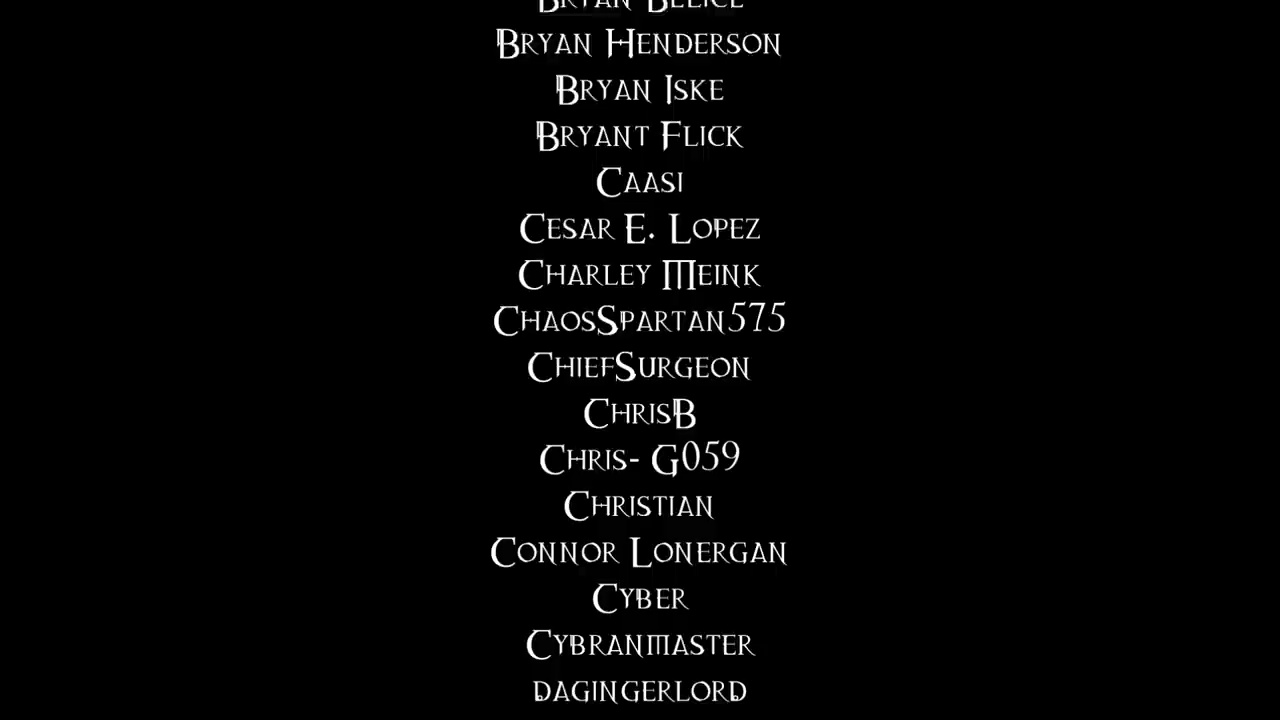 Bryan
Bryan Henderson
Bryan Iske
Bryant Flick
Caasi
Cesar E. Lopez
Charley Meink
ChaosSpartan575
ChiefSurgeon
ChrisB
Chris- G059
Christian
Connor Lonergan
Cyber
Cybranmaster
dagingerlord